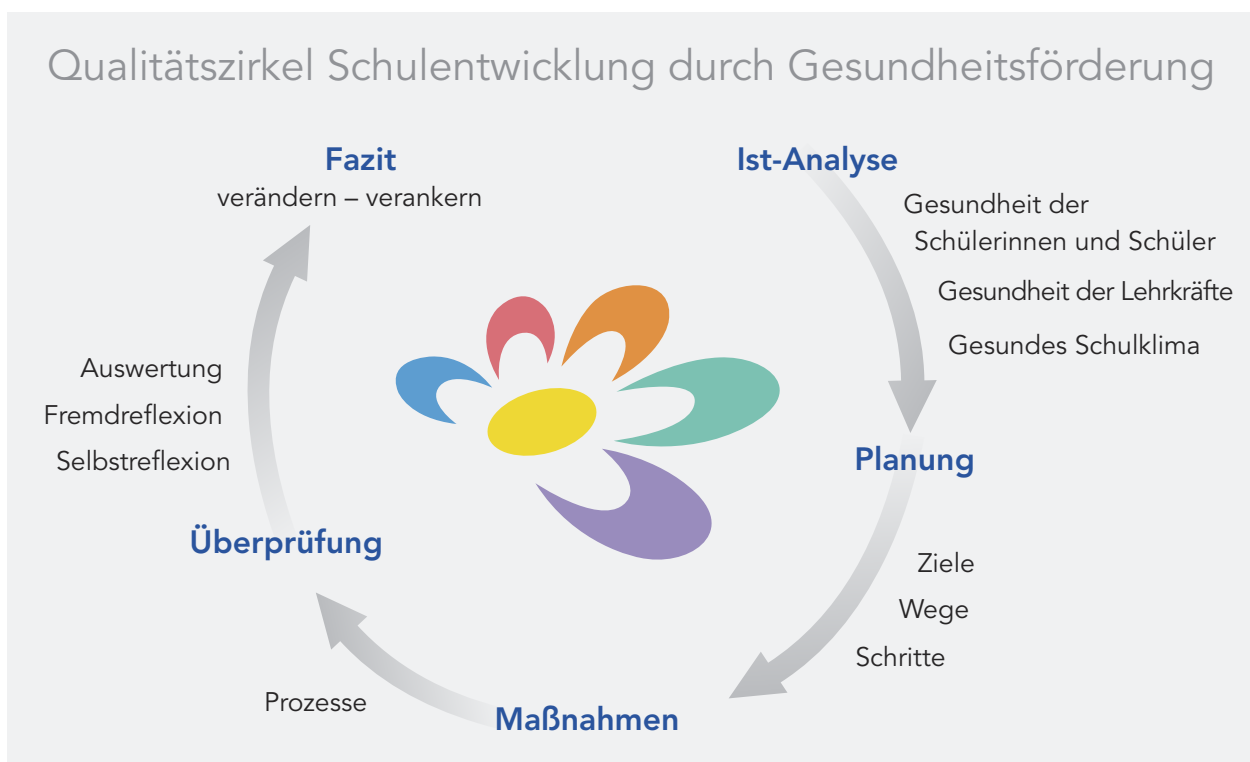 Qualitätszirkel Schulentwicklung durch Gesundheitsförderung
Ist-Analyse
Gesundheit der
Schülerinnen und Schüler
Gesundheit der Lehrkräfte
Gesundes Schulklima
Planung
Ziele
Wege
Schritte
Maßnahmen
Prozesse
Überprüfung
Auswertung
Fremdreflexion
Selbstreflexion
Fazit
verändern – verankern